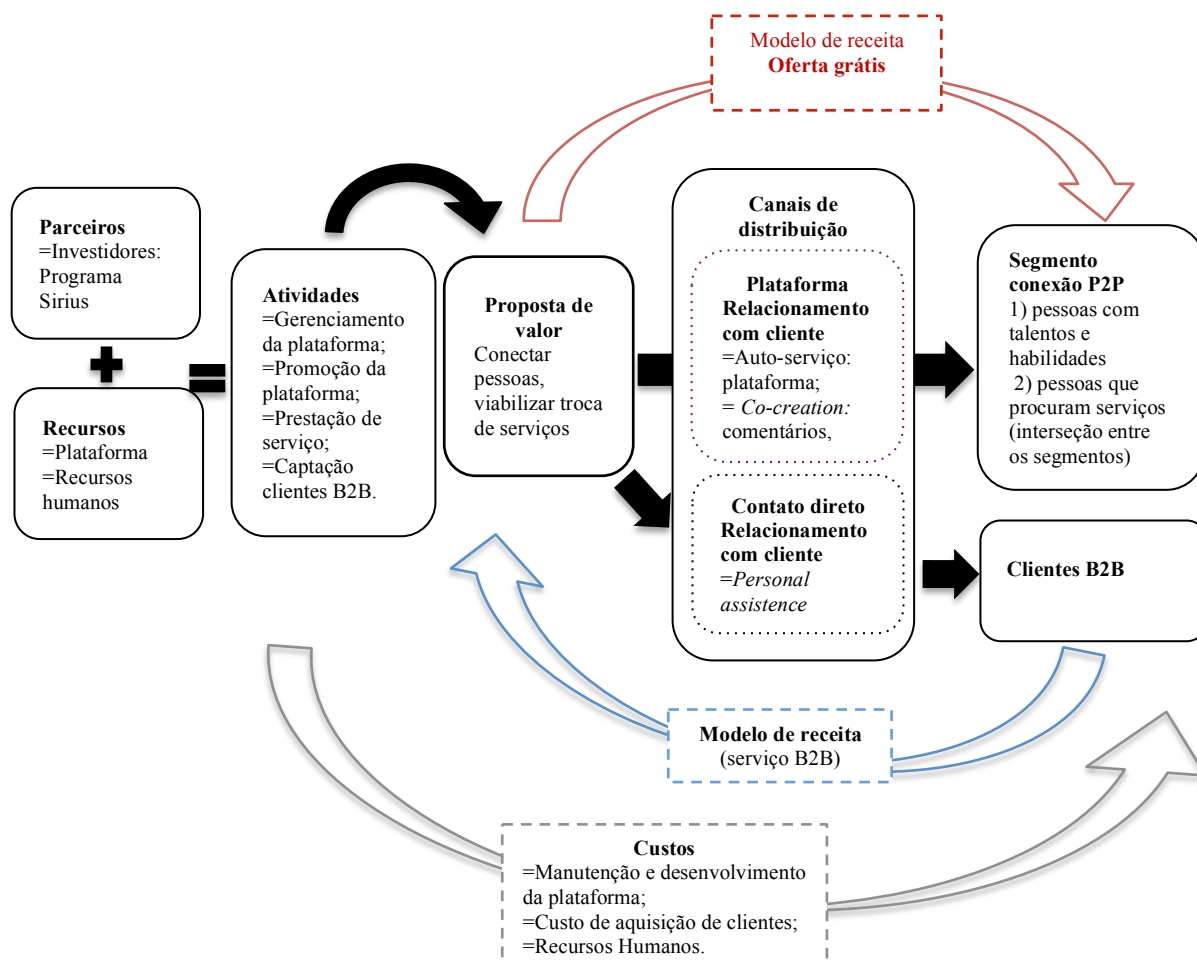 Modelo de receita
Oferta grátis
Parceiros
=Investidores:
Programa
Sirius
Recursos
=Plataforma
=Recursos
humanos
Atividades
=Gerenciamento
da plataforma;
=Promoção da
plataforma;
=Prestação de
serviço;
=Captação
clientes B2B.
Proposta de
valor
Conectar
pessoas,
viabilizar troca
de serviços
Canais de
distribuição
Plataforma
Relacionamento
com cliente
=Auto-serviço:
plataforma;
= Co-creation:
comentários,
Contato direto
Relacionamento
com cliente
=Personal
assistence
Segmento
conexão P2P
1) pessoas com
talentos e
habilidades
2) pessoas que
procuram serviços
(interseção entre
os segmentos)
Clientes B2B
Modelo de receita
(serviço B2B)
Custos
=Manutenção e desenvolvimento
da plataforma;
=Custo de aquisição de clientes;
=Recursos Humanos.